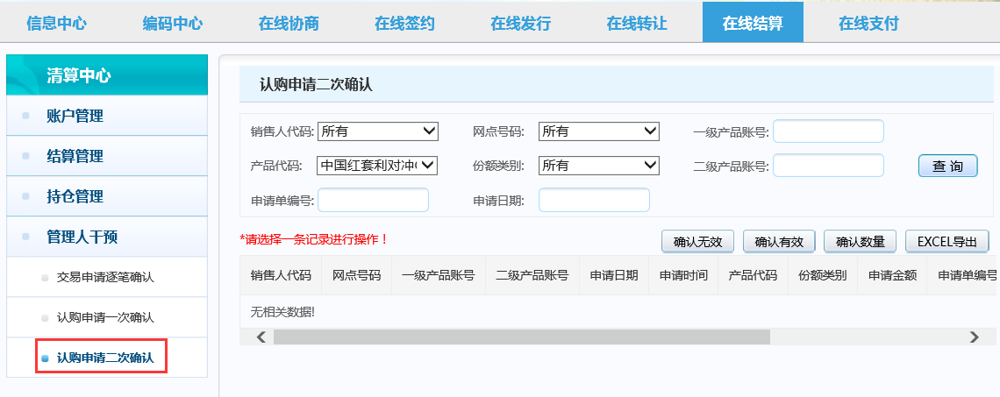 信息中心 编码中心 在线协商 在线签约 在线发行 在线转让 在线结算 在线支付
清算中心
账户管理
结算管理
持仓管理
管理人干预
交易申请逐笔确认
认购申请一次确认
认购申请二次确认
认购申请二次确认
销售人代码: 所有 网点号码: 所有 一级产品账号:
产品代码: 中国红套利对冲 份额类别: 所有 二级产品账号: 查 询
申请单编号: 申请日期:
*请选择一条记录进行操作！ 确认无效 确认有效 确认数量 EXCEL导出
销售人代码 网点号码 一级产品账号 二级产品账号 申请日期 申请时间 产品代码 份额类别 申请金额 申请单编号
无相关数据!